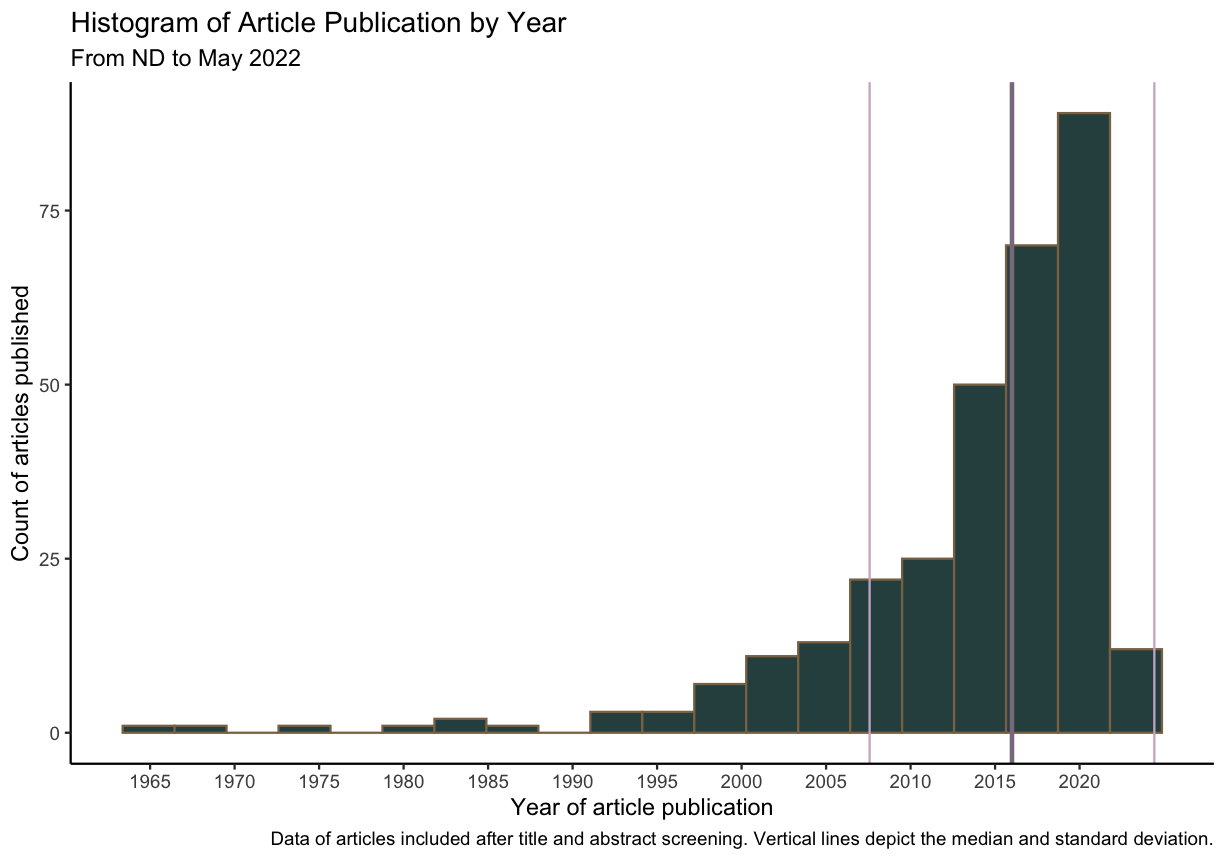 Histogram of Article Publication by Year
From ND to May 2022
Count of articles published
75
50
25
0
1965 1970 1975 1980 1985 1990 1995 2000 2005 2010 2015 2020
Year of article publication
Data of articles included after title and abstract screening. Vertical lines depict the median and standard deviation.